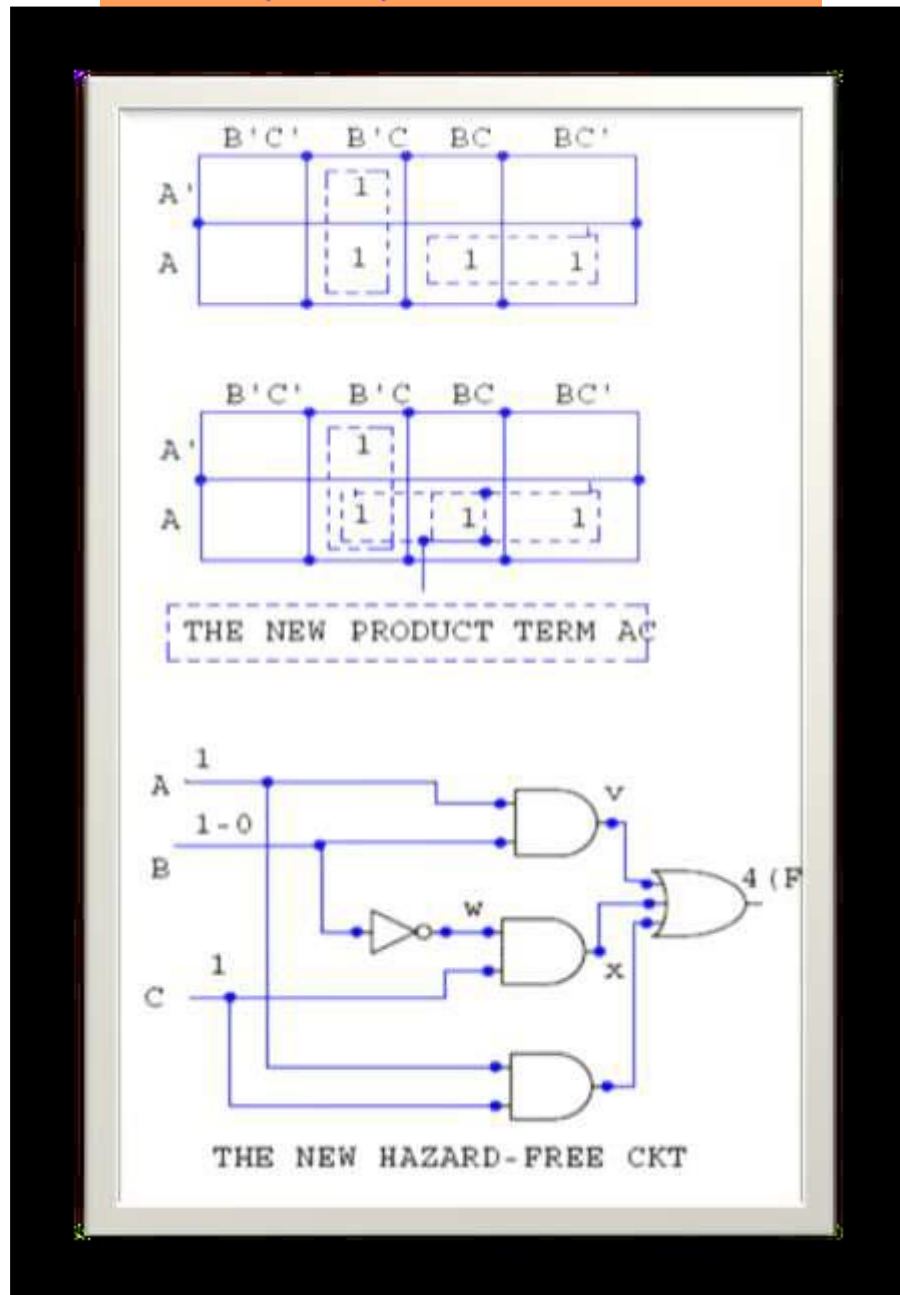 B'C' B'C BC BC'
A' 1
A 1 1 1
B'C' B'C BC BC'
A' 1
A 1 1 1
THE NEW PRODUCT TERM AC
A 1
v
B 1-0
4 (F
w
x
C 1
THE NEW HAZARD-FREE CKT